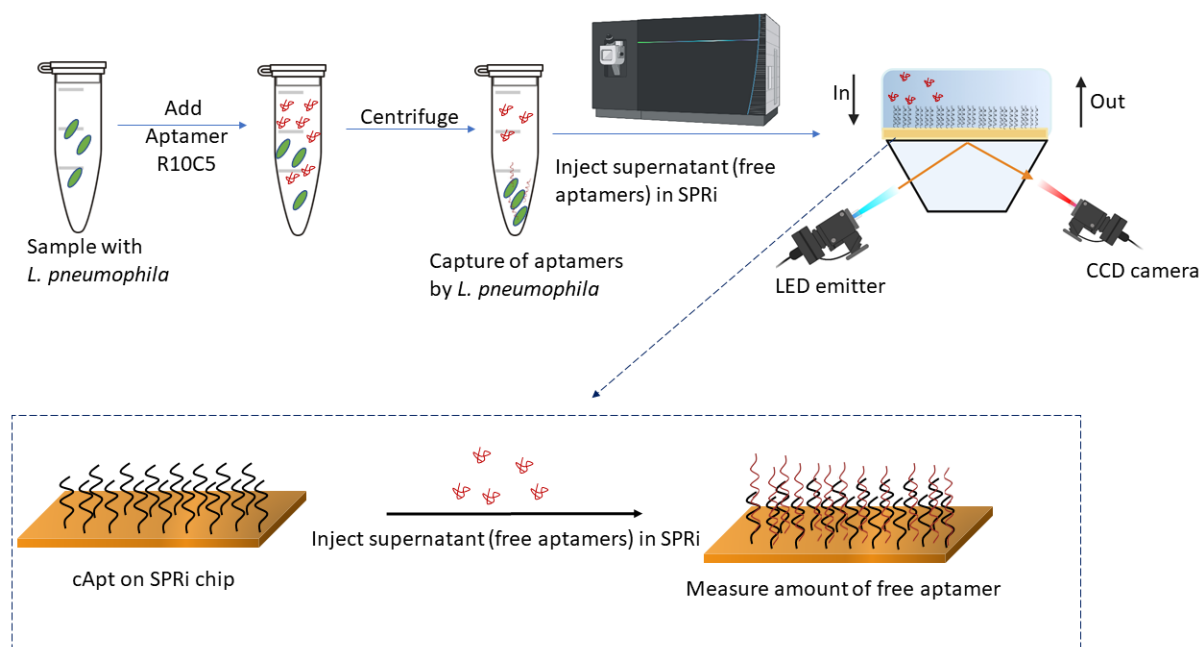 Add
Aptamer
R10C5
Centrifuge
Inject supernatant (free
aptamers) in SPRi
In
Out
Sample with
L. pneumophila
Capture of aptamers
by L. pneumophila
LED emitter
CCD camera
cApt on SPRi chip
Inject supernatant (free aptamers) in SPRi
Measure amount of free aptamer